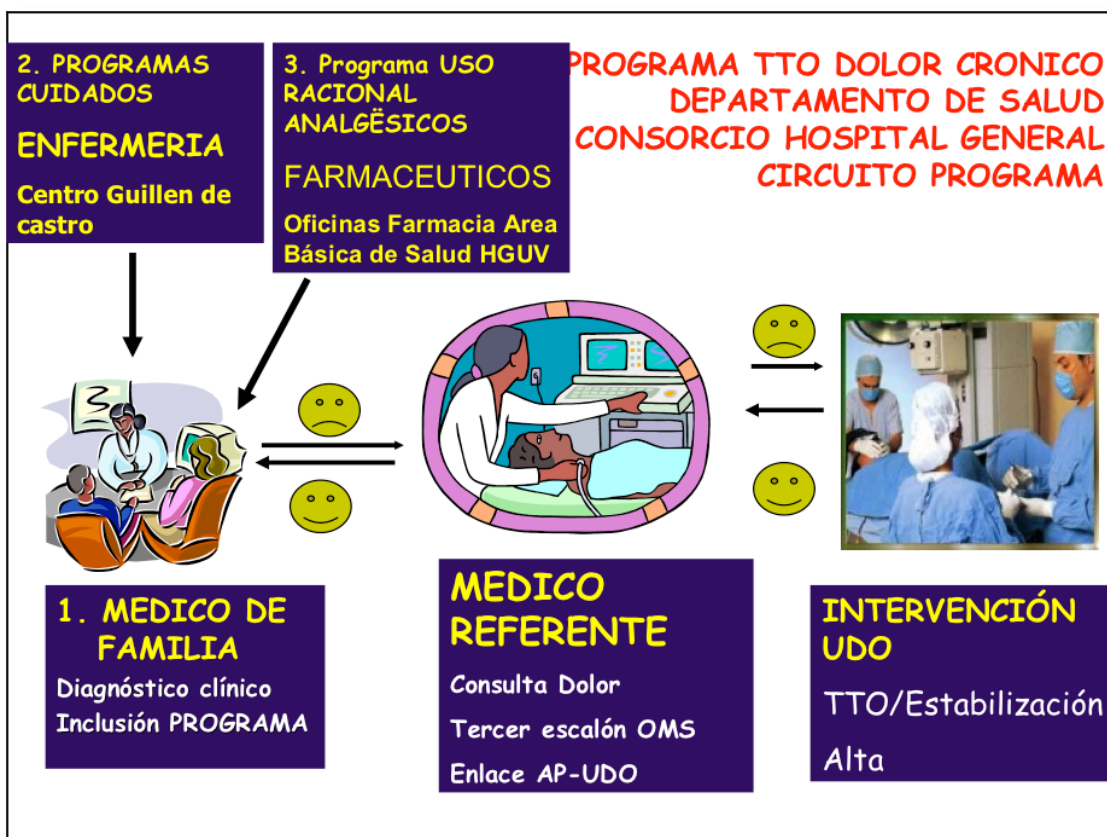 2. PROGRAMAS
CUIDADOS
ENFERMERIA
Centro Guillen de
castro
3. Programa USO
RACIONAL
ANALGËSICOS
FARMACEUTICOS
Oficinas Farmacia Area
Básica de Salud HGUV
PROGRAMA TTO DOLOR CRONICO
DEPARTAMENTO DE SALUD
CONSORCIO HOSPITAL GENERAL
CIRCUITO PROGRAMA
1. MEDICO DE
FAMILIA
Diagnóstico clínico
Inclusión PROGRAMA
MEDICO
REFERENTE
Consulta Dolor
Tercer escalón OMS
Enlace AP-UDO
INTERVENCIÓN
UDO
TTO/Estabilización
Alta